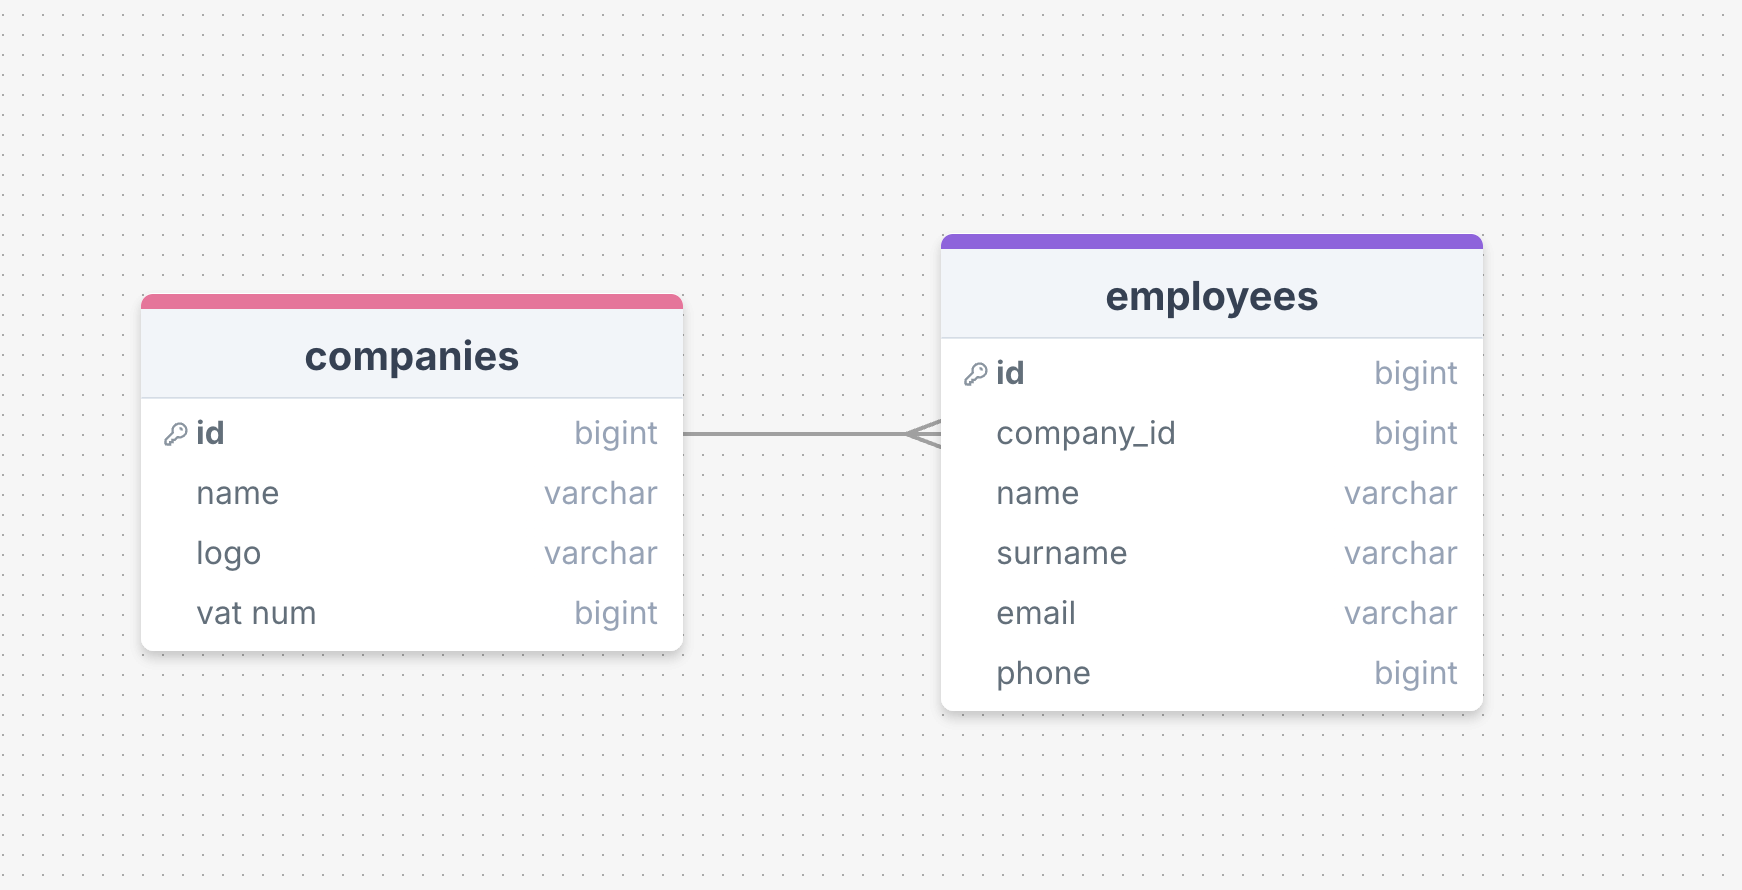 companies
id bigint
name varchar
logo varchar
vat num bigint
employees
id bigint
company_id bigint
name varchar
surname varchar
email varchar
phone bigint